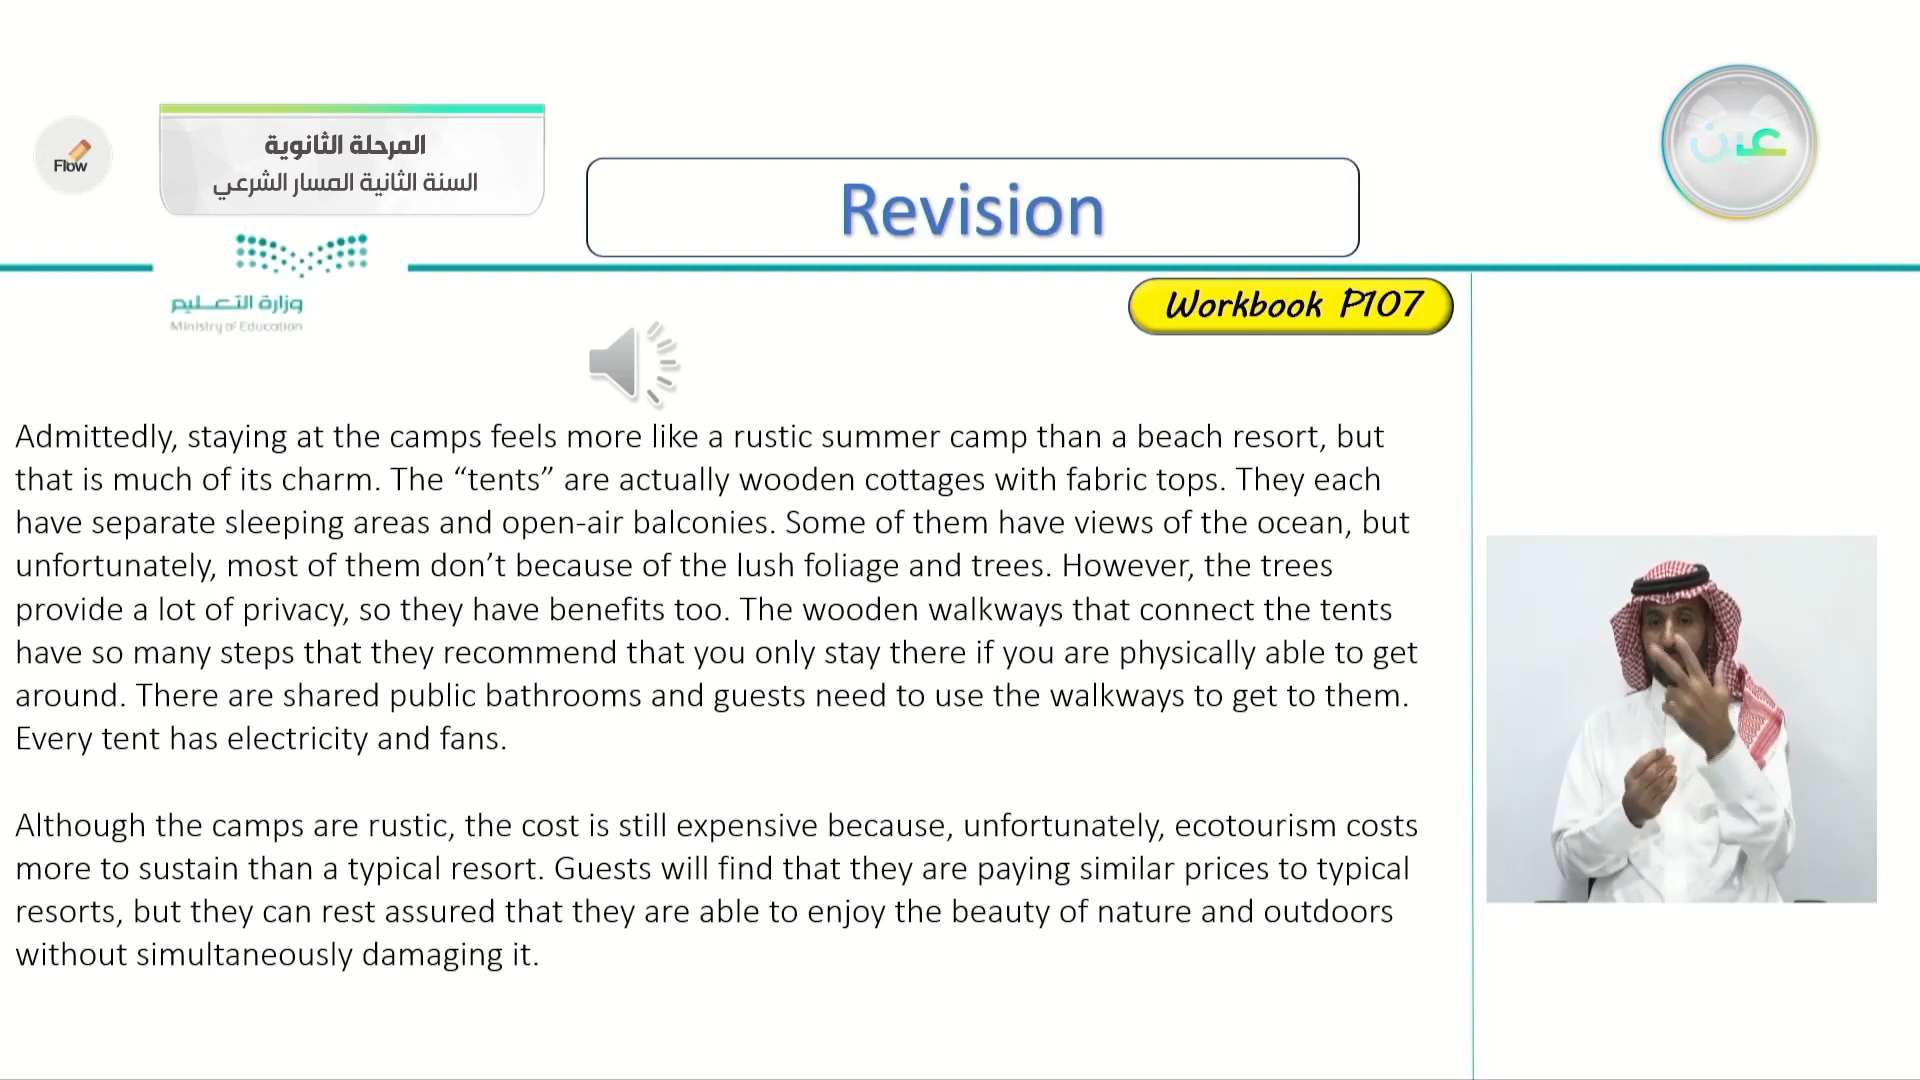 Flow
المرحلة الثانوية
السنة الثانية المسار الشرعي
Revision
عين
وزارة التعليم
Ministry of Education
Workbook P107
Admittedly, staying at the camps feels more like a rustic summer camp than a beach resort, but
that is much of its charm. The “tents” are actually wooden cottages with fabric tops. They each
have separate sleeping areas and open-air balconies. Some of them have views of the ocean, but
unfortunately, most of them don’t because of the lush foliage and trees. However, the trees
provide a lot of privacy, so they have benefits too. The wooden walkways that connect the tents
have so many steps that they recommend that you only stay there if you are physically able to get
around. There are shared public bathrooms and guests need to use the walkways to get to them.
Every tent has electricity and fans.
Although the camps are rustic, the cost is still expensive because, unfortunately, ecotourism costs
more to sustain than a typical resort. Guests will find that they are paying similar prices to typical
resorts, but they can rest assured that they are able to enjoy the beauty of nature and outdoors
without simultaneously damaging it.